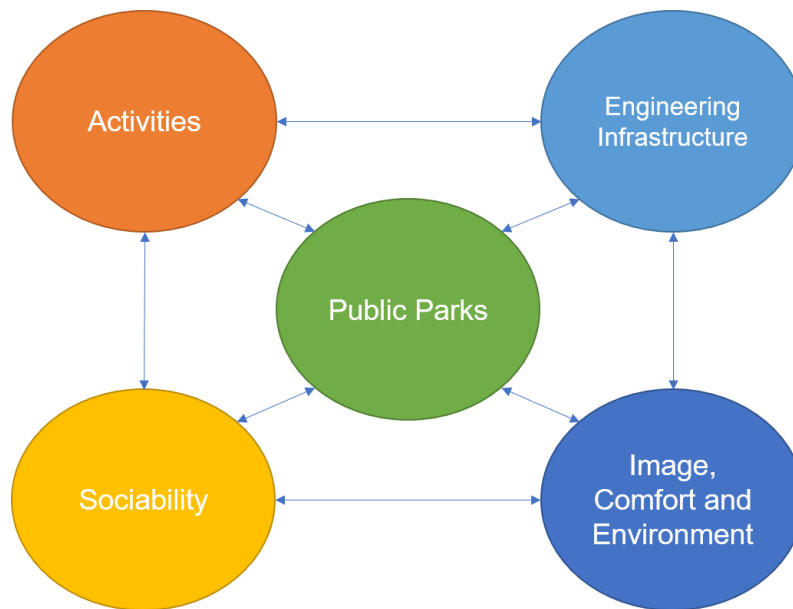 Activities
Engineering
Infrastructure
Public Parks
Sociability
Image,
Comfort and
Environment